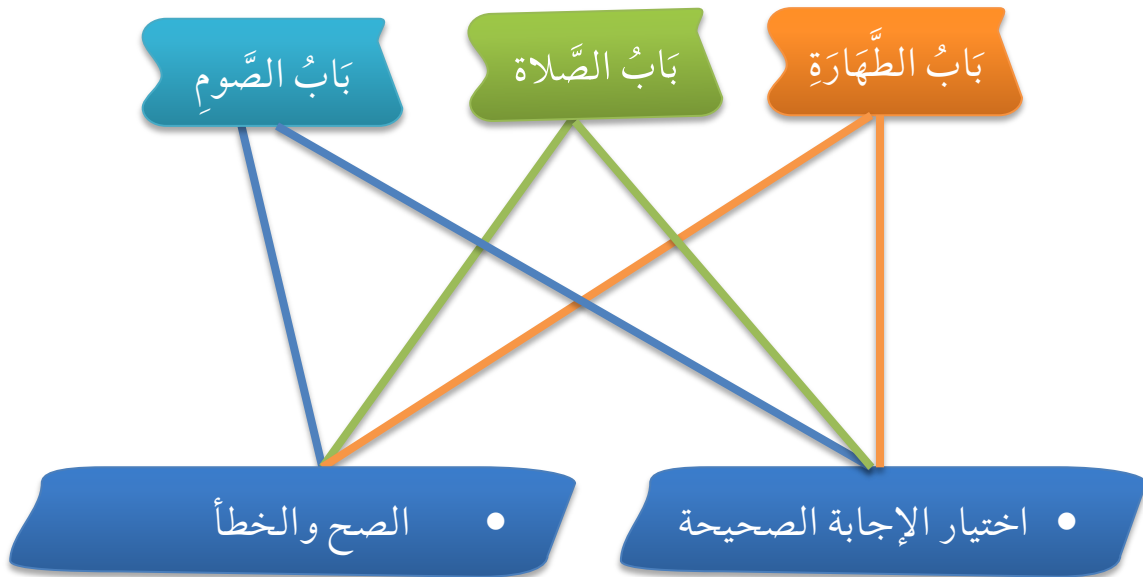 بَابُ الطَّهَارَةِ
بَابُ الصَّلاة
بَابُ الصَّومِ
• اختيار الإجابة الصحيحة
• الصح والخطأ